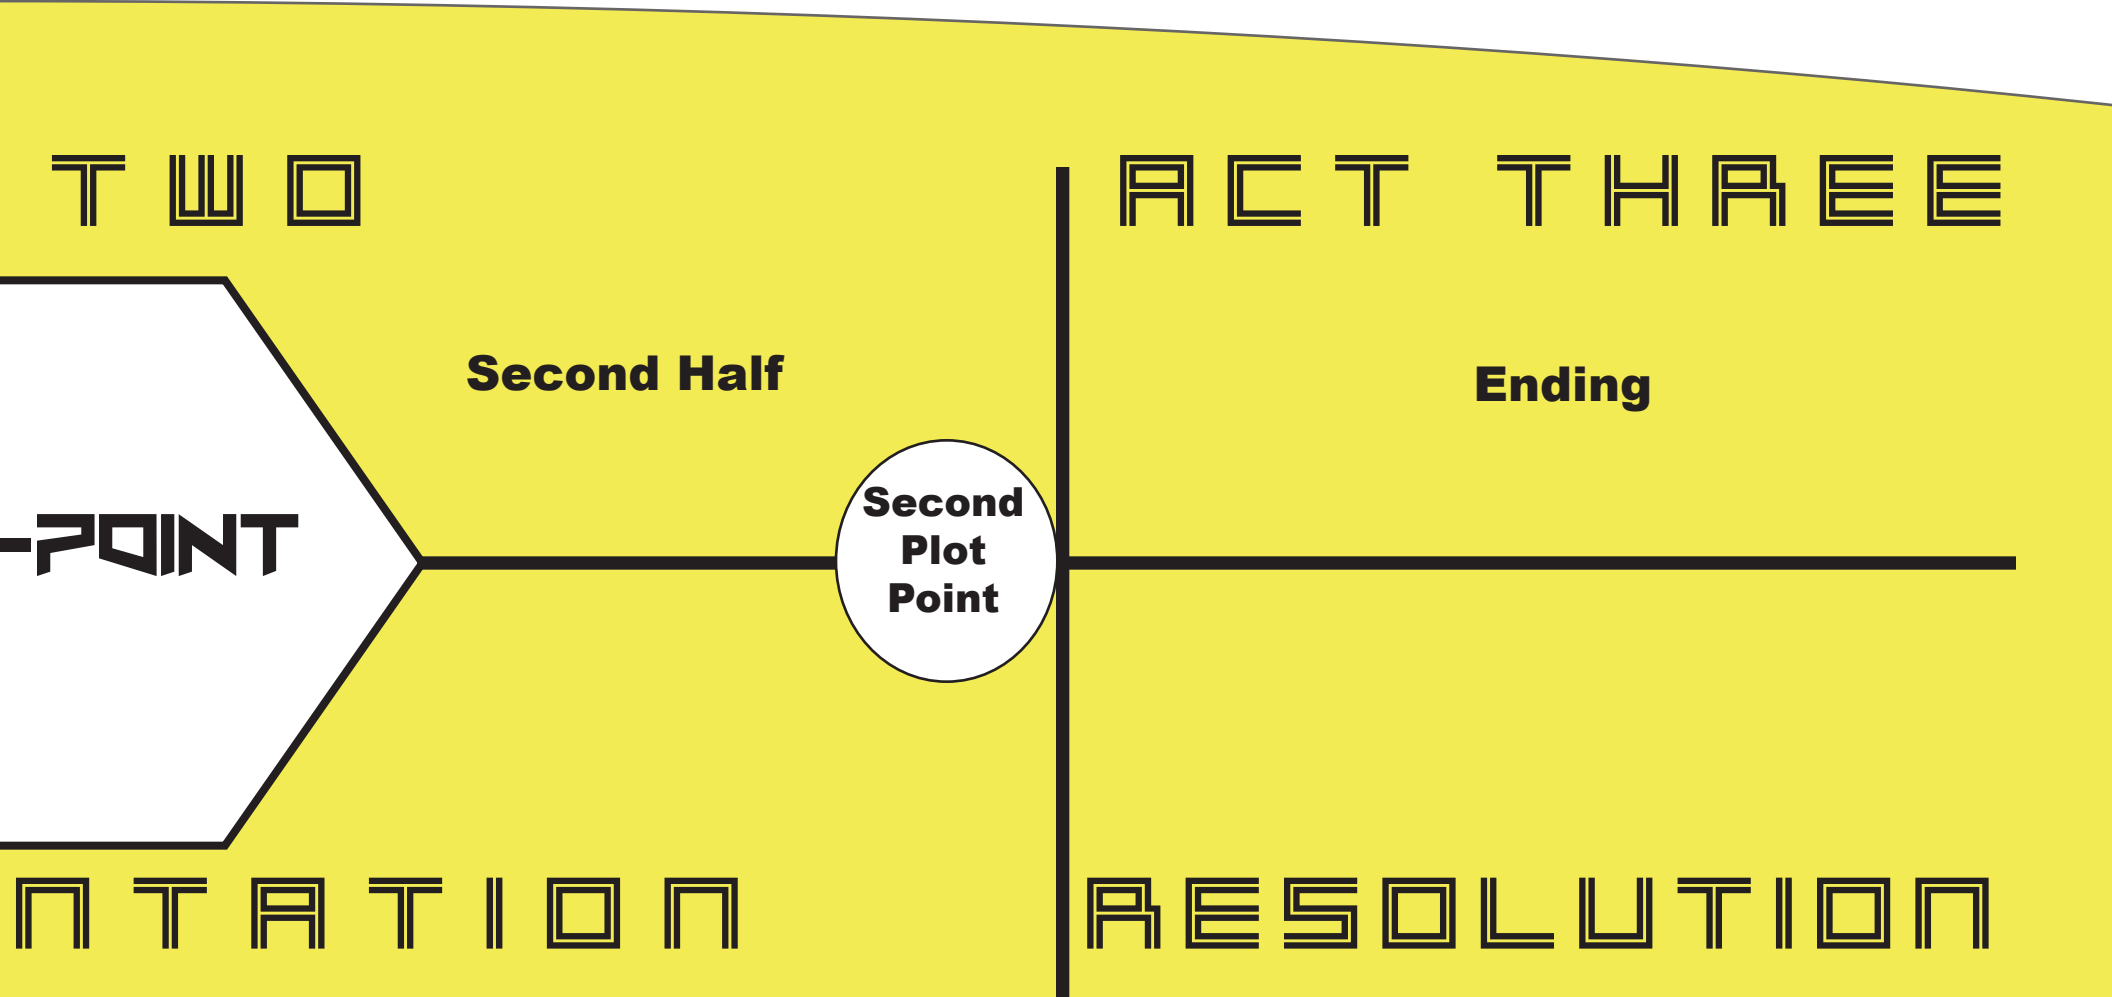 TWO
ACT THREE
Second Half
Ending
Second
Plot
Point
-POINT
NTATION
RESOLUTION